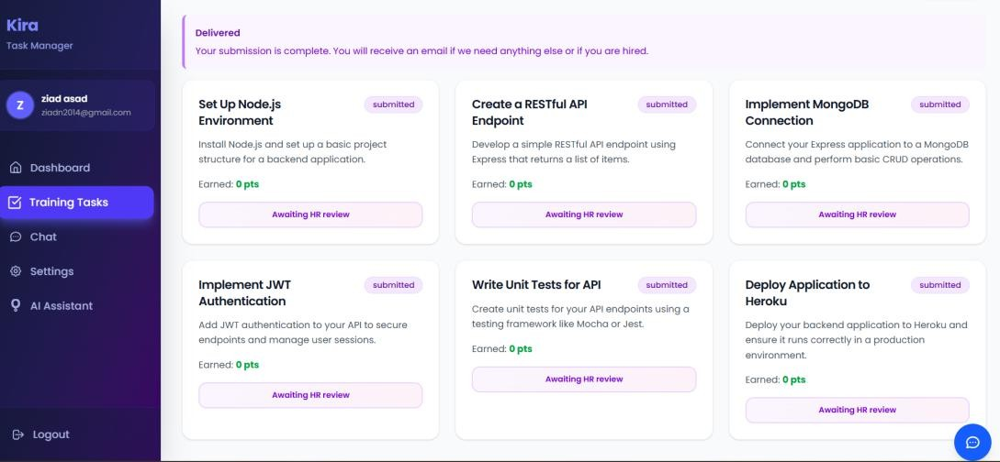 Kira
Task Manager
Z
ziad asad
ziadn2014@gmail.com
Dashboard
Training Tasks
Chat
Settings
AI Assistant
Logout
Delivered
Your submission is complete. You will receive an email if we need anything else or if you are hired.
Set Up Node.js
Environment
submitted
Install Node.js and set up a basic project
structure for a backend application.
Earned: 0 pts
Awaiting HR review
Create a RESTful API
Endpoint
submitted
Develop a simple RESTful API endpoint using
Express that returns a list of items.
Earned: 0 pts
Awaiting HR review
Implement MongoDB
Connection
submitted
Connect your Express application to a MongoDB
database and perform basic CRUD operations.
Earned: 0 pts
Awaiting HR review
Implement JWT
Authentication
submitted
Add JWT authentication to your API to secure
endpoints and manage user sessions.
Earned: 0 pts
Awaiting HR review
Write Unit Tests for API
submitted
Create unit tests for your API endpoints using a
testing framework like Mocha or Jest.
Earned: 0 pts
Awaiting HR review
Deploy Application to
Heroku
submitted
Deploy your backend application to Heroku and
ensure it runs correctly in a production
environment.
Earned: 0 pts
Awaiting HR review